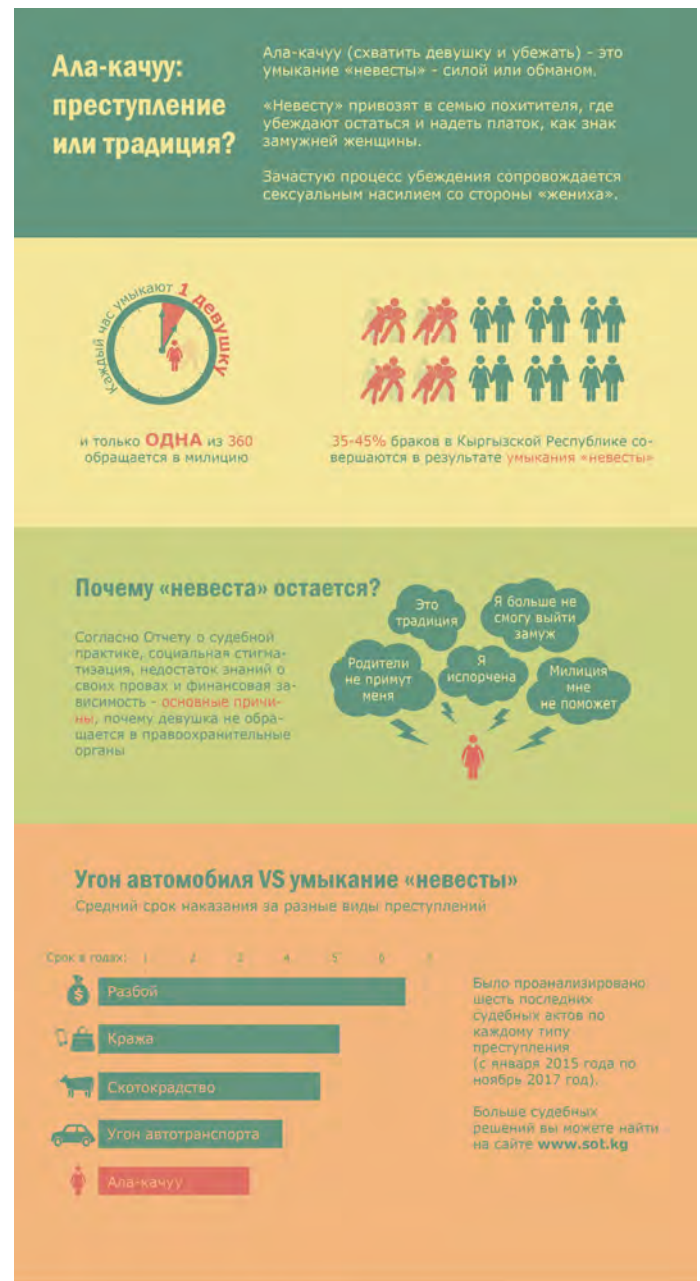 Ала-качуу:
преступление
или традиция?
Ала-качуу (схватить девушку и убежать) - это
умыкание «невесты» - силой или обманом.
«Невесту» привозят в семью похитителя, где
убеждают остаться и надеть платок, как знак
замужней женщины.
Зачастую процесс убеждения сопровождается
сексуальным насилием со стороны «жениха».
Каждый час умыкают 1 девушку
и только ОДНА из 360
обращается в милицию
35-45% браков в Кыргызской Республике со-
вершаются в результате умыкания «невесты»
Почему «невеста» остается?
Согласно Отчету о судебной
практике, социальная стигма-
тизация, недостаток знаний о
своих провах и финансовая за-
висимость - основные причи-
ны, почему девушка не обра-
щается в правоохранительные
органы
Это
традиция
Я больше не
смогу выйти
замуж
Родители
не примут
меня
Я
испорчена
Милиция
мне
не поможет
Угон автомобиля VS умыкание «невесты»
Средний срок наказания за разные виды преступлений
Срок в годах: 1 2 3 4 5 6 7
Разбой
Кража
Скотокрадство
Угон автотранспорта
Ала-качуу
Было проанализировано
шесть последних
судебных актов по
каждому типу
преступления
(с января 2015 года по
ноябрь 2017 год).
Больше судебных
решений вы можете найти
на сайте www.sot.kg